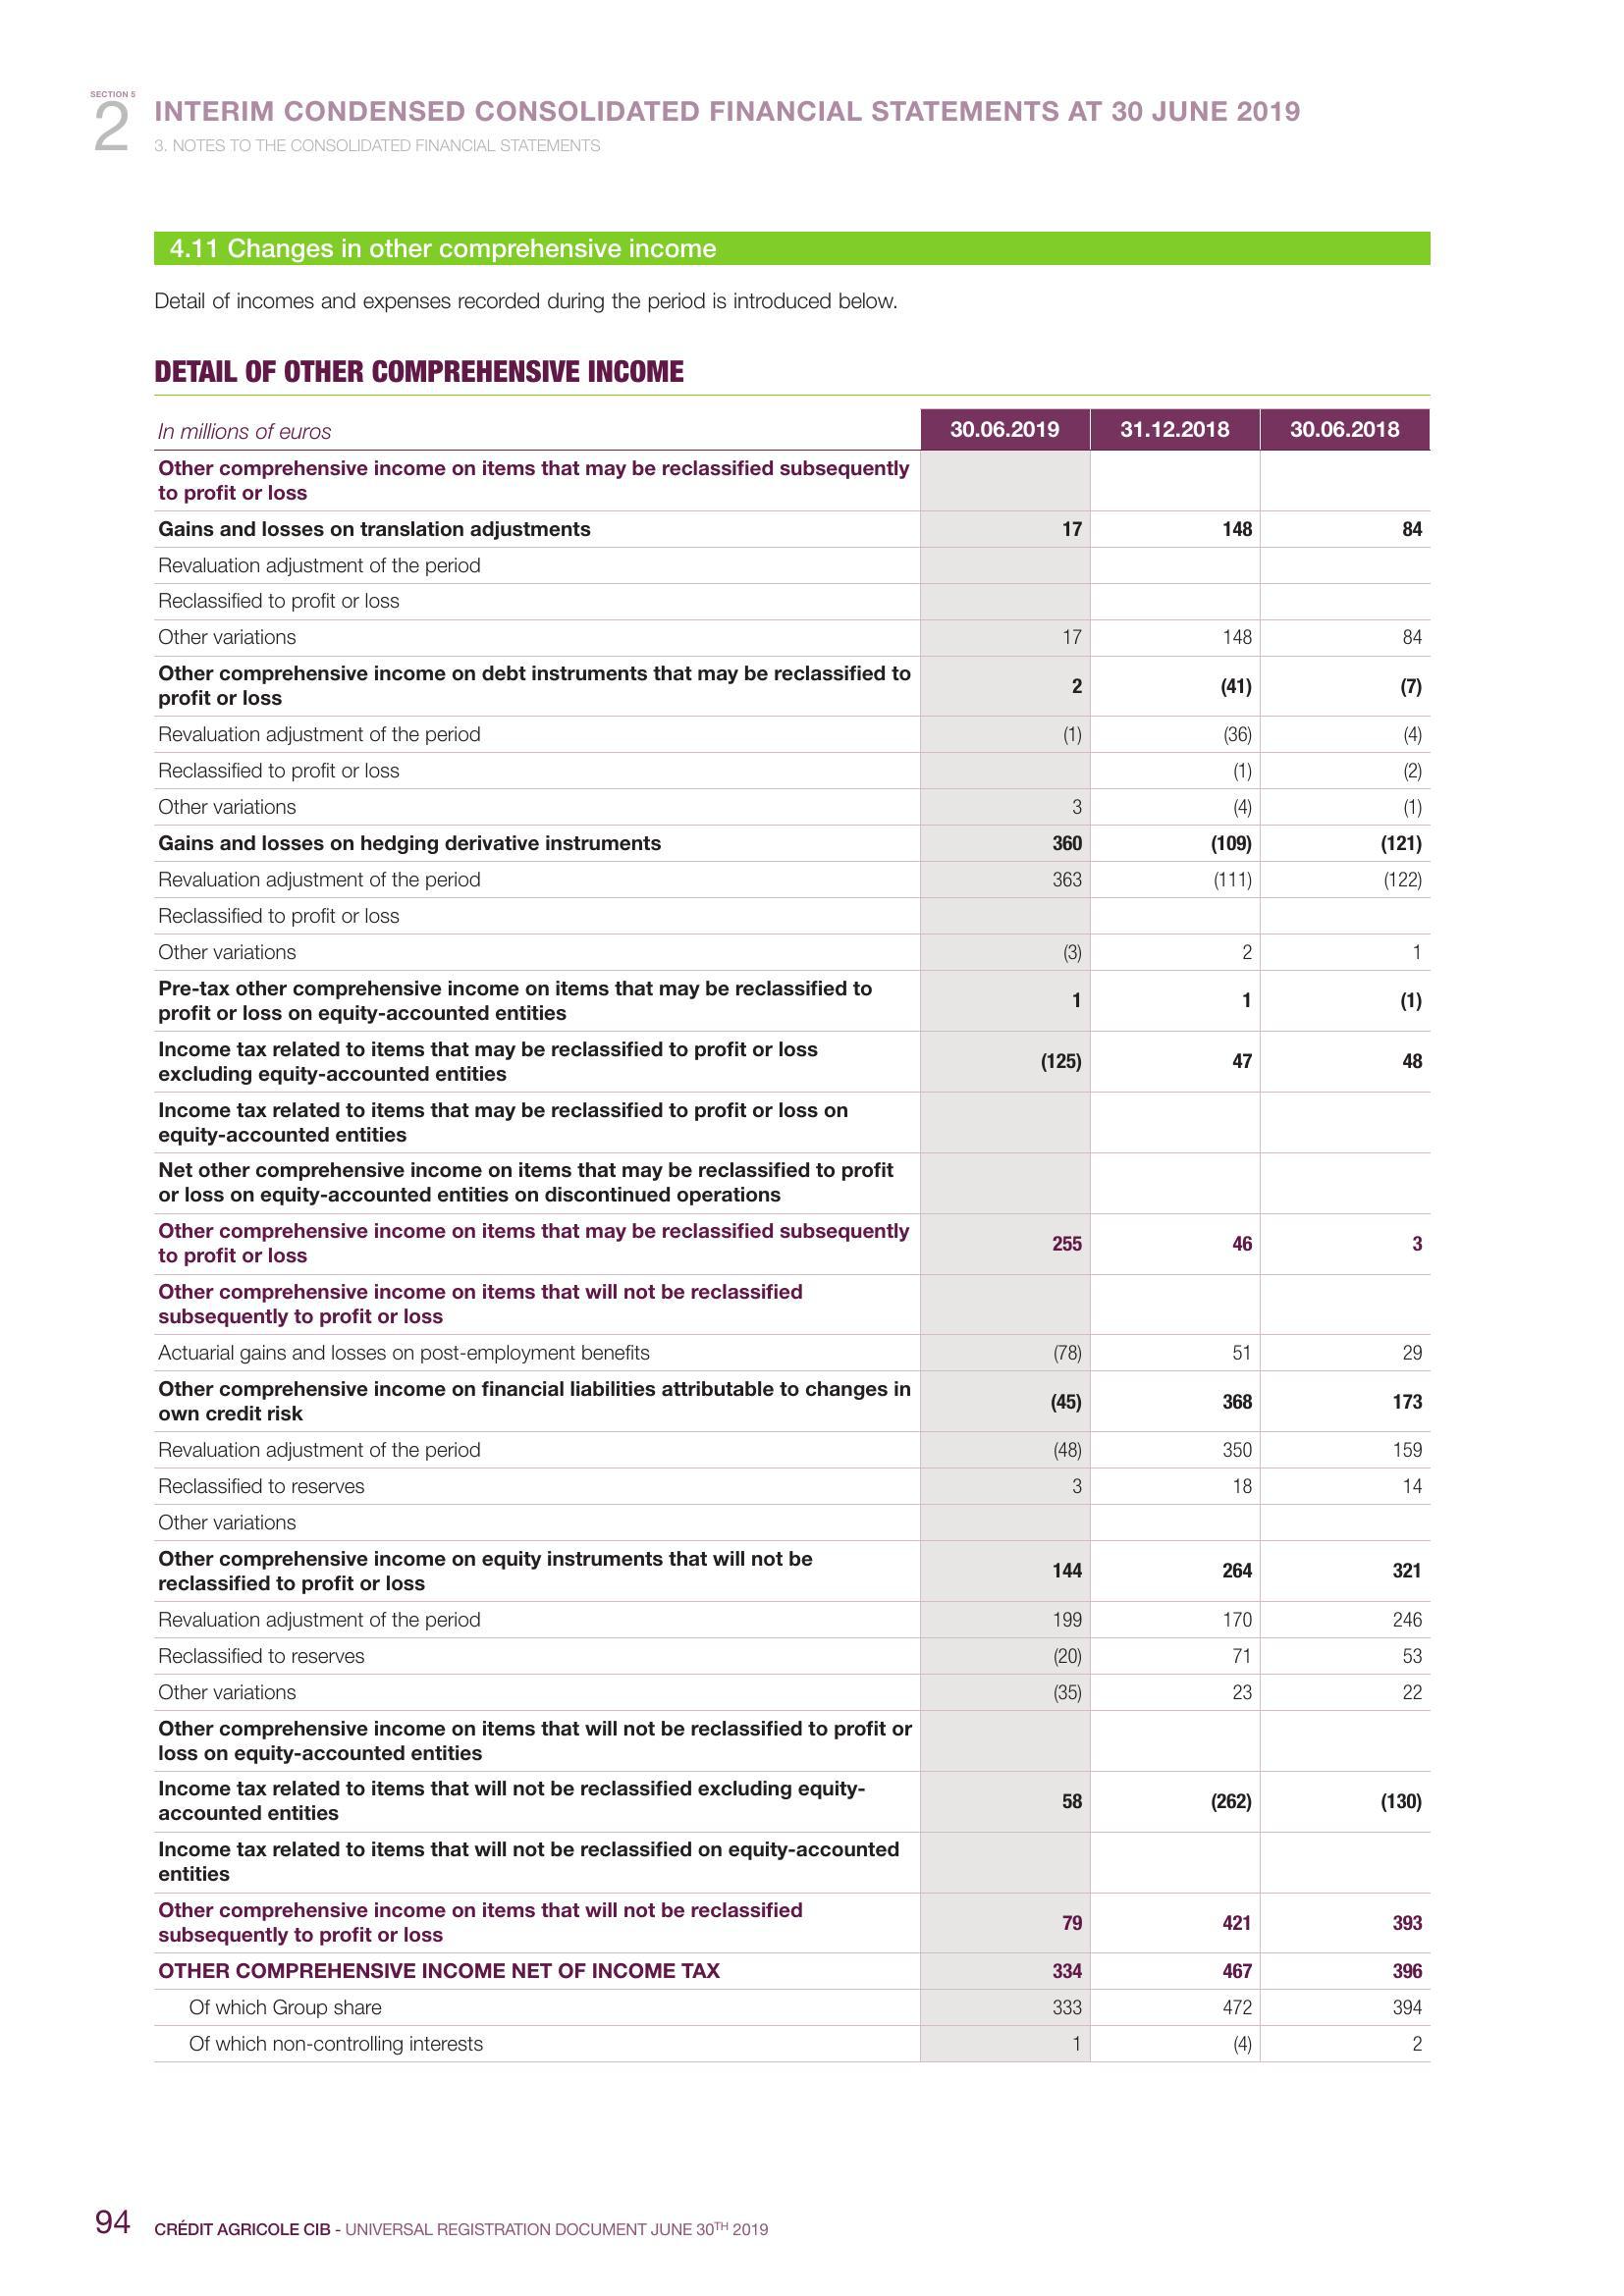 SECTION 5
2
INTERIM CONDENSED CONSOLIDATED FINANCIAL STATEMENTS AT 30 JUNE 2019
3. NOTES TO THE CONSOLIDATED FINANCIAL STATEMENTS
4.11 Changes in other comprehensive income
Detail of incomes and expenses recorded during the period is introduced below.
DETAIL OF OTHER COMPREHENSIVE INCOME
In millions of euros 30.06.2019 31.12.2018 30.06.2018
Other comprehensive income on items that may be reclassified subsequently
to profit or loss
Gains and losses on translation adjustments 17 148 84
Revaluation adjustment of the period
Reclassified to profit or loss
Other variations 17 148 84
Other comprehensive income on debt instruments that may be reclassified to
profit or loss 2 (41) (7)
Revaluation adjustment of the period (1) (36) (4)
Reclassified to profit or loss (1) (2)
Other variations 3 (4) (1)
Gains and losses on hedging derivative instruments 360 (109) (121)
Revaluation adjustment of the period 363 (111) (122)
Reclassified to profit or loss
Other variations (3) 2 1
Pre-tax other comprehensive income on items that may be reclassified to
profit or loss on equity-accounted entities 1 1 (1)
Income tax related to items that may be reclassified to profit or loss
excluding equity-accounted entities (125) 47 48
Income tax related to items that may be reclassified to profit or loss on
equity-accounted entities
Net other comprehensive income on items that may be reclassified to profit
or loss on equity-accounted entities on discontinued operations
Other comprehensive income on items that may be reclassified subsequently
to profit or loss 255 46 3
Other comprehensive income on items that will not be reclassified
subsequently to profit or loss
Actuarial gains and losses on post-employment benefits (78) 51 29
Other comprehensive income on financial liabilities attributable to changes in
own credit risk (45) 368 173
Revaluation adjustment of the period (48) 350 159
Reclassified to reserves 3 18 14
Other variations
Other comprehensive income on equity instruments that will not be
reclassified to profit or loss 144 264 321
Revaluation adjustment of the period 199 170 246
Reclassified to reserves (20) 71 53
Other variations (35) 23 22
Other comprehensive income on items that will not be reclassified to profit or
loss on equity-accounted entities
Income tax related to items that will not be reclassified excluding equity-
accounted entities 58 (262) (130)
Income tax related to items that will not be reclassified on equity-accounted
entities
Other comprehensive income on items that will not be reclassified
subsequently to profit or loss 79 421 393
OTHER COMPREHENSIVE INCOME NET OF INCOME TAX 334 467 396
Of which Group share 333 472 394
Of which non-controlling interests 1 (4) 2
94 CRÉDIT AGRICOLE CIB - UNIVERSAL REGISTRATION DOCUMENT JUNE 30TH 2019